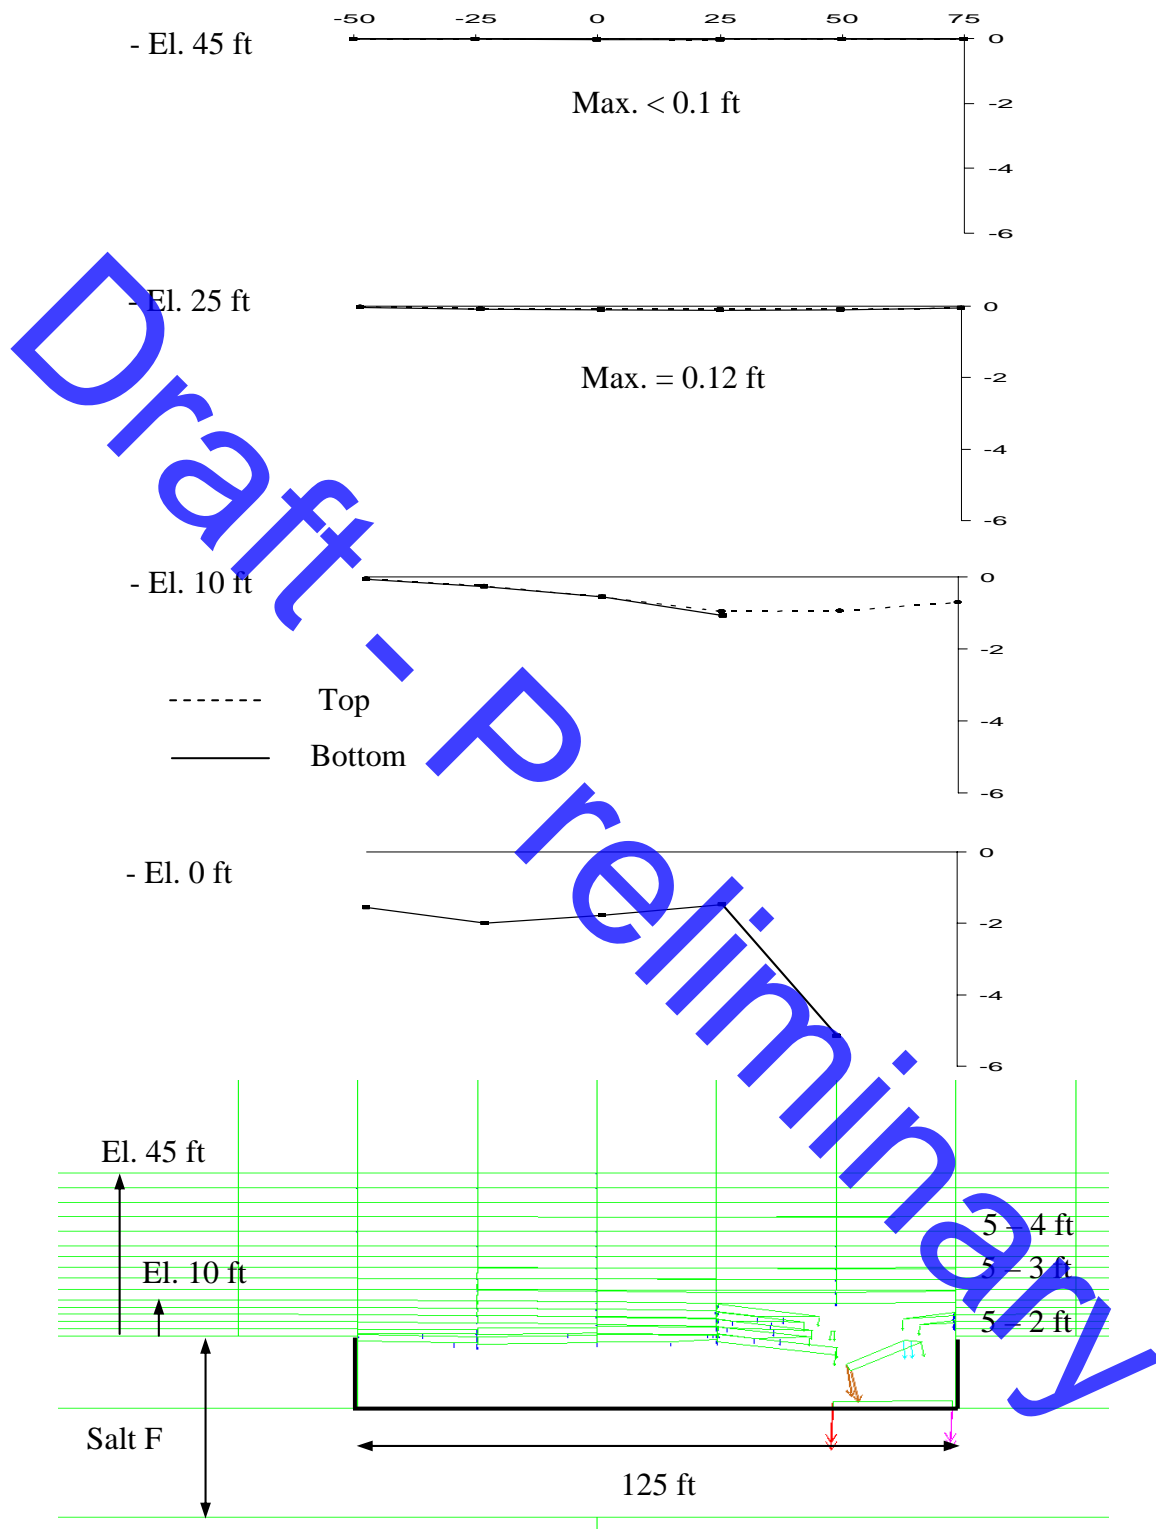 -50 -25 0 25 50 75
- El. 45 ft
0
-2
-4
-6
Max. < 0.1 ft
- El. 25 ft
0
-2
-4
-6
Max. = 0.12 ft
- El. 10 ft
0
-2
-4
-6
Top
Bottom
- El. 0 ft
0
-2
-4
-6
Draft - Preliminary
El. 45 ft
5 – 4 ft
El. 10 ft
5 – 3 ft
5 – 2 ft
Salt F
125 ft